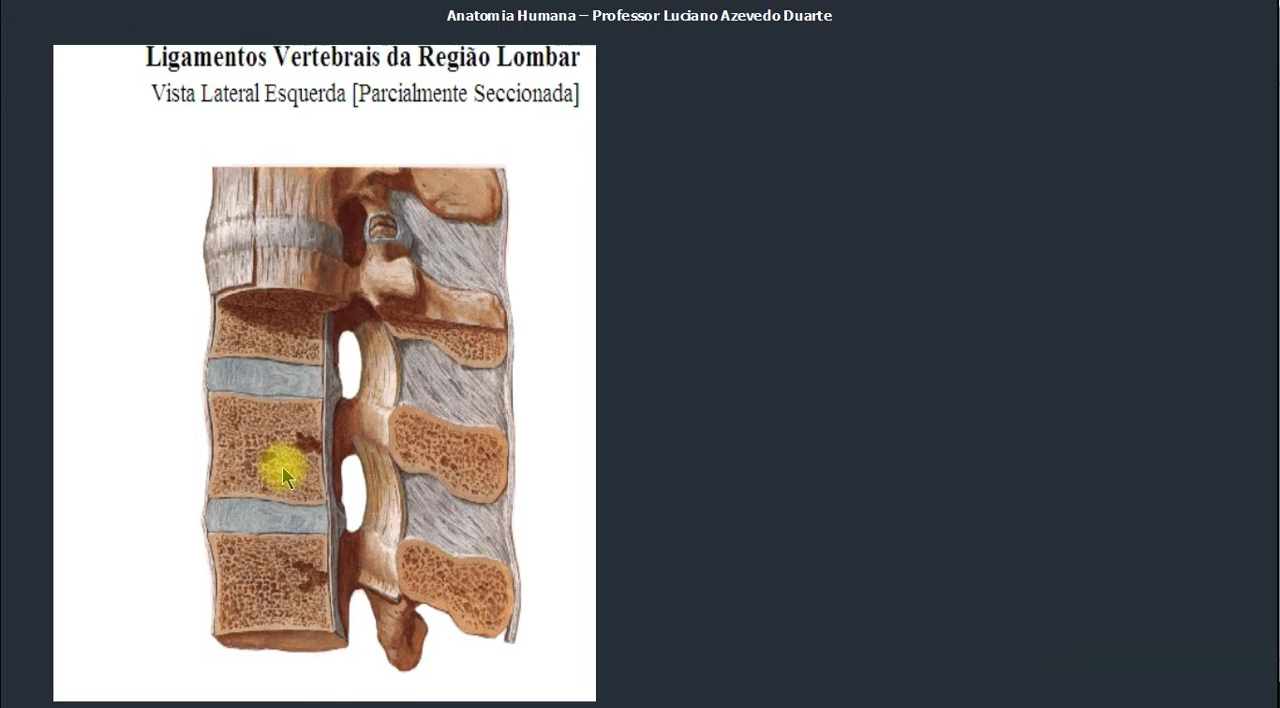 Anatomia Humana – Professor Luciano Azevedo Duarte
Ligamentos Vertebrais da Região Lombar
Vista Lateral Esquerda [Parcialmente Seccionada]